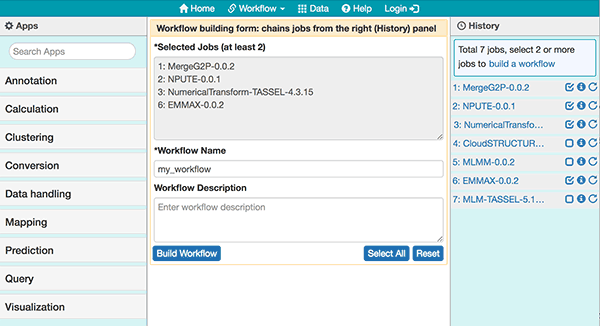 Home Workflow Data Help Login
Apps
Search Apps
Annotation
Calculation
Clustering
Conversion
Data handling
Mapping
Prediction
Query
Visualization
Workflow building form: chains jobs from the right (History) panel
*Selected Jobs (at least 2)
1: MergeG2P-0.0.2
2: NPUTE-0.0.1
3: NumericalTransform-TASSEL-4.3.15
6: EMMAX-0.0.2
*Workflow Name
my_workflow
Workflow Description
Enter workflow description
Build Workflow Select All Reset
History
Total 7 jobs, select 2 or more
jobs to build a workflow
1: MergeG2P-0.0.2
2: NPUTE-0.0.1
3: NumericalTransfo...
4: CloudSTRUCTUR...
5: MLMM-0.0.2
6: EMMAX-0.0.2
7: MLM-TASSEL-5.1...